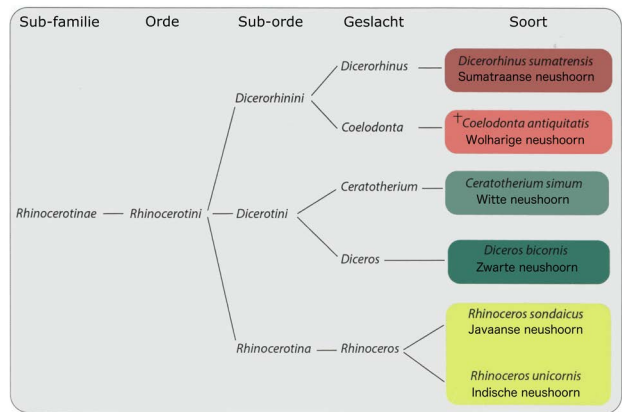 Sub-familie Orde Sub-orde Geslacht Soort
Dicerorhinus
Dicerorhinus sumatrensis
Sumatraanse neushoorn
Dicerorhinini
Coelodonta
†Coelodonta antiquitatis
Wolharige neushoorn
Ceratotherium
Ceratotherium simum
Witte neushoorn
Rhinocerotinae Rhinocerotini Dicerotini
Diceros
Diceros bicornis
Zwarte neushoorn
Rhinoceros sondaicus
Javaanse neushoorn
Rhinocerotina Rhinoceros
Rhinoceros unicornis
Indische neushoorn